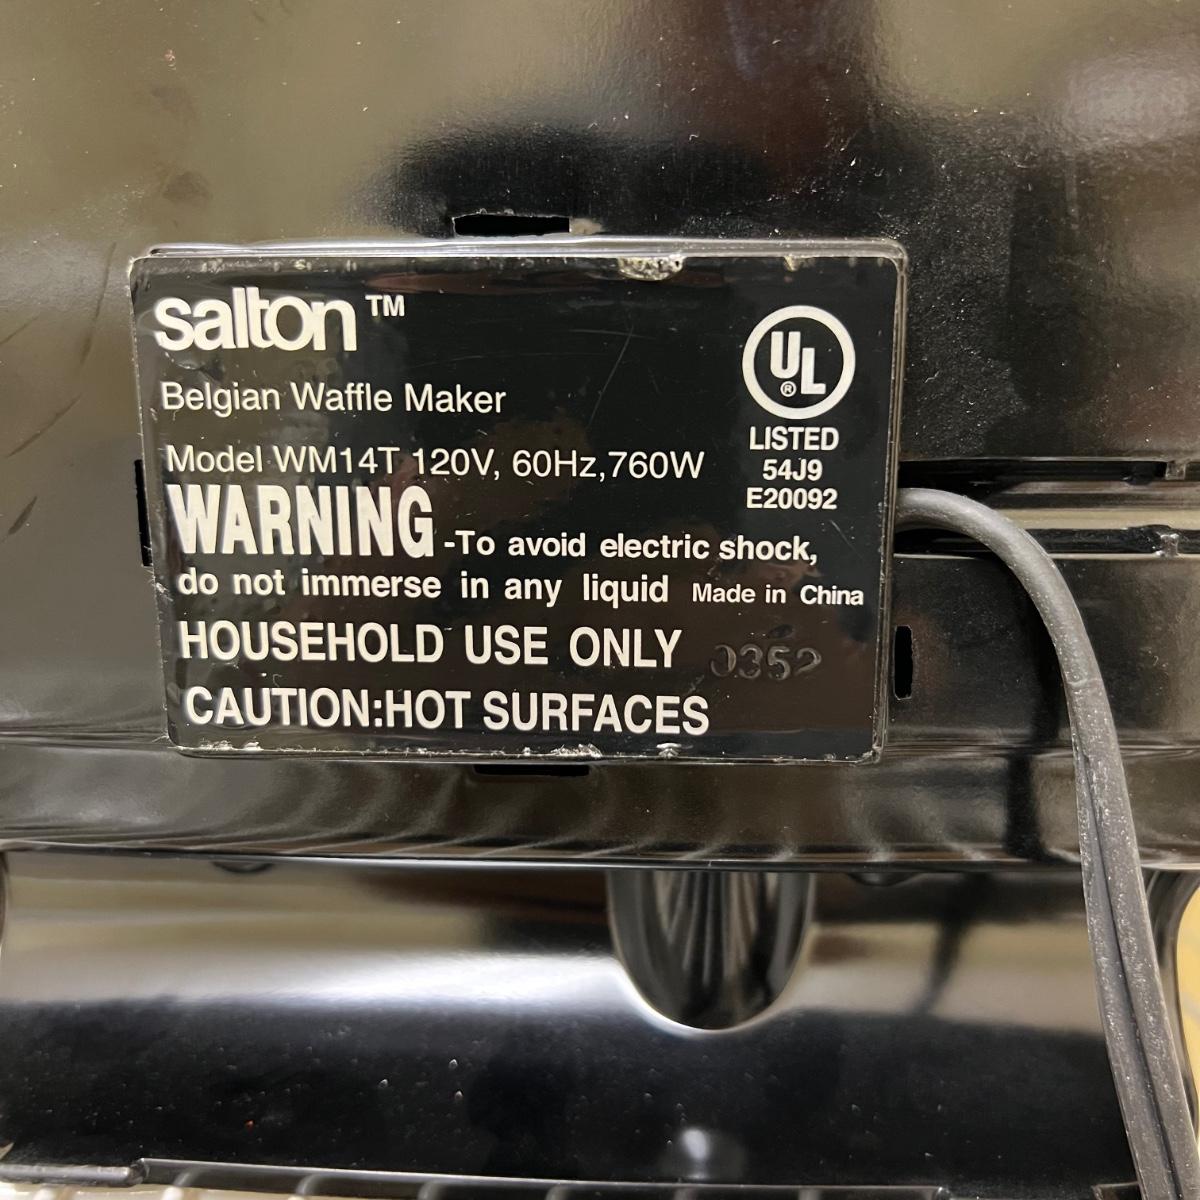 salton™
Belgian Waffle Maker
Model WM14T 120V, 60Hz,760W
WARNING -To avoid electric shock,
do not immerse in any liquid Made in China
HOUSEHOLD USE ONLY 0352
CAUTION:HOT SURFACES
UL®
LISTED
54J9
E20092